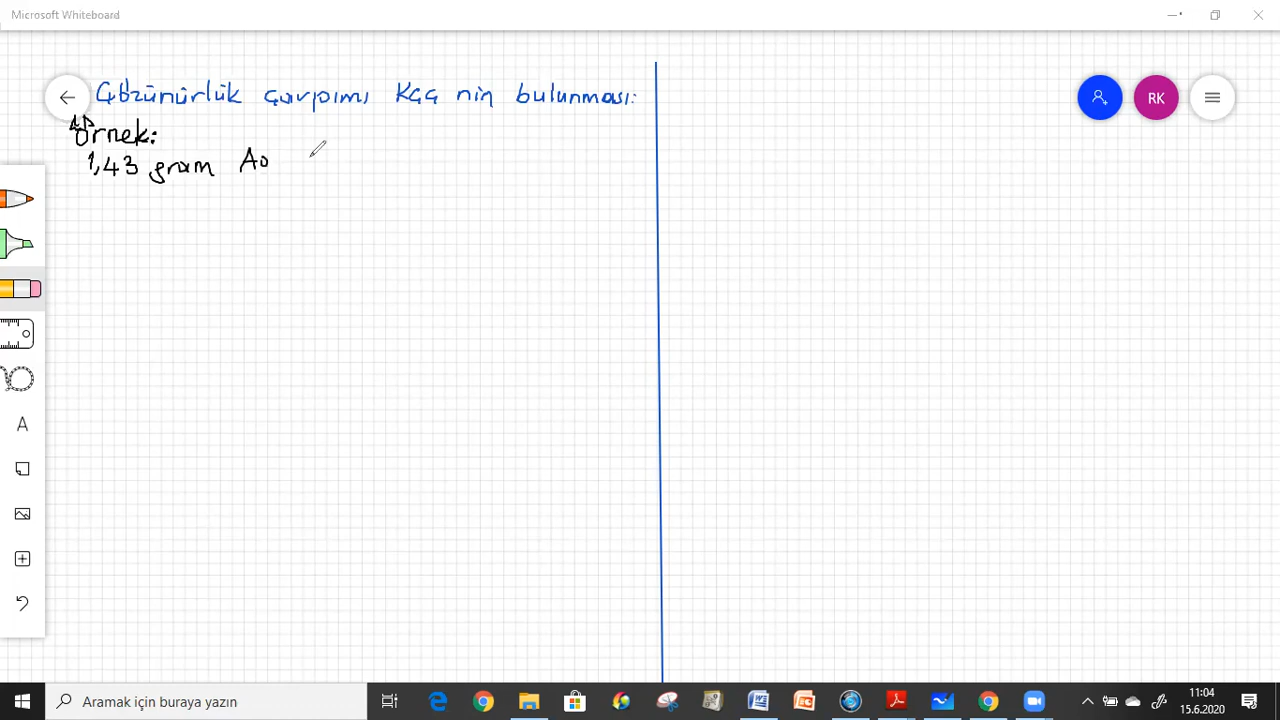 Microsoft Whiteboard
Çözünürlük çarpımı Kçç nin bulunması:
Örnek:
1,43 gram A
RK
A
Aramak için buraya yazın
11:04
15.6.2020